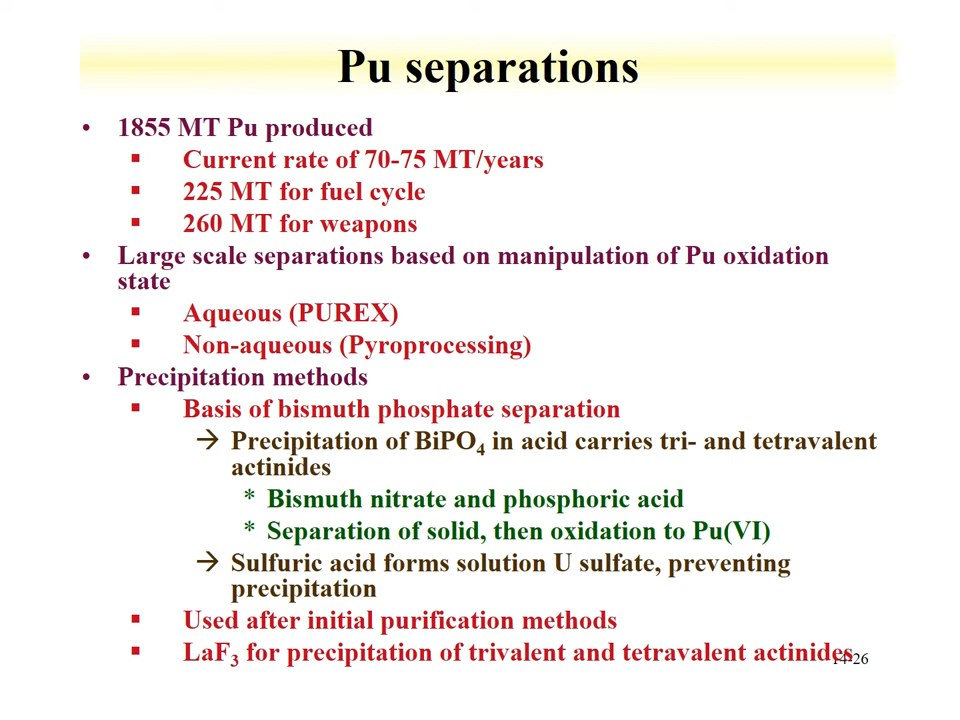 Pu separations
• 1855 MT Pu produced
▪ Current rate of 70-75 MT/years
▪ 225 MT for fuel cycle
▪ 260 MT for weapons
• Large scale separations based on manipulation of Pu oxidation
state
▪ Aqueous (PUREX)
▪ Non-aqueous (Pyroprocessing)
• Precipitation methods
▪ Basis of bismuth phosphate separation
→ Precipitation of BiPO₄ in acid carries tri- and tetravalent
actinides
* Bismuth nitrate and phosphoric acid
* Separation of solid, then oxidation to Pu(VI)
→ Sulfuric acid forms solution U sulfate, preventing
precipitation
▪ Used after initial purification methods
▪ LaF₃ for precipitation of trivalent and tetravalent actinides
14-26